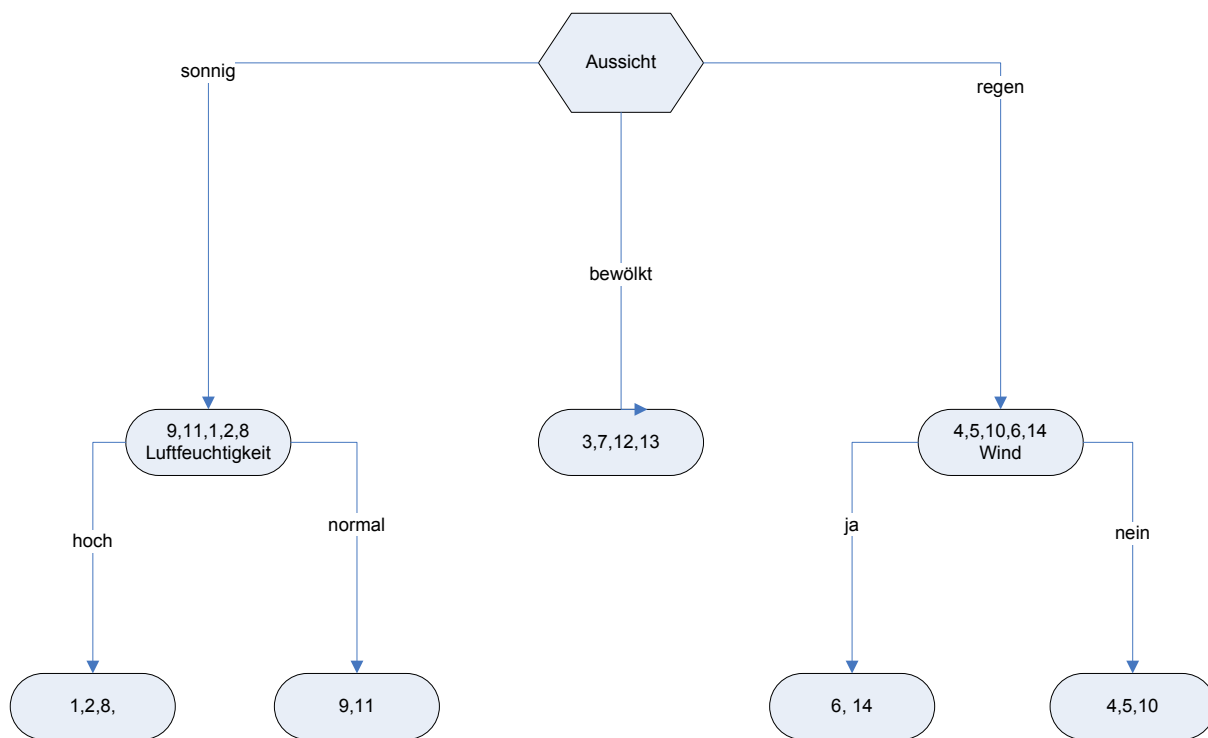 Aussicht
sonnig
regen
bewölkt
9,11,1,2,8
Luftfeuchtigkeit
3,7,12,13
4,5,10,6,14
Wind
hoch
normal
ja
nein
1,2,8,
9,11
6, 14
4,5,10